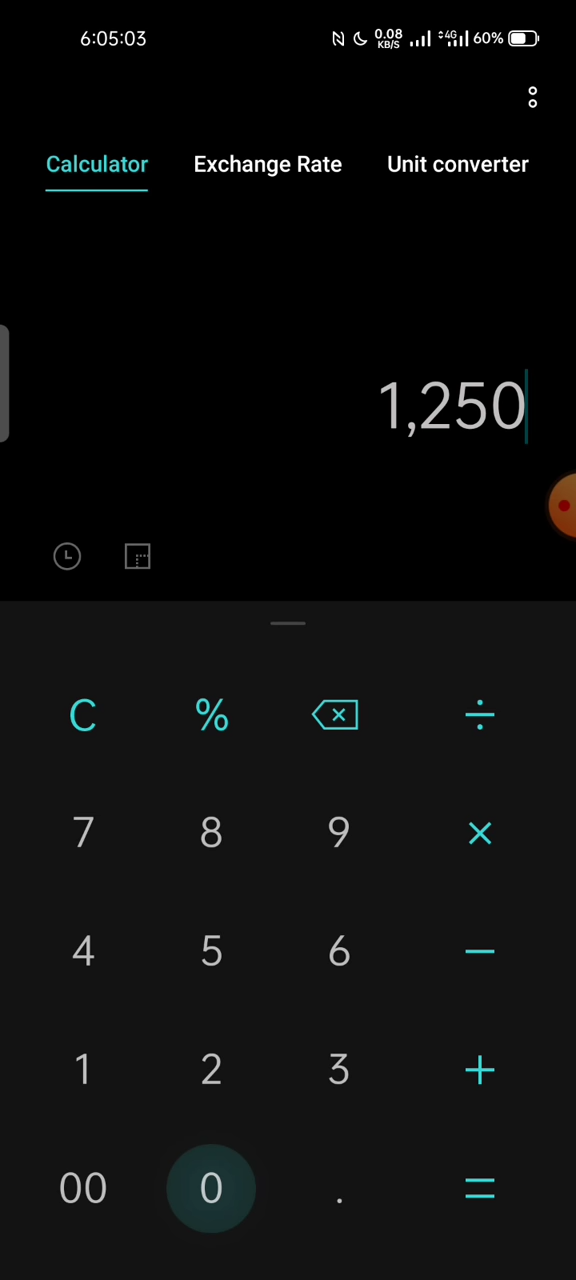 6:05:03 0.08 KB/S 4G 60%
Calculator Exchange Rate Unit converter
1,250
C % ÷
7 8 9 ×
4 5 6 −
1 2 3 +
00 0 . =